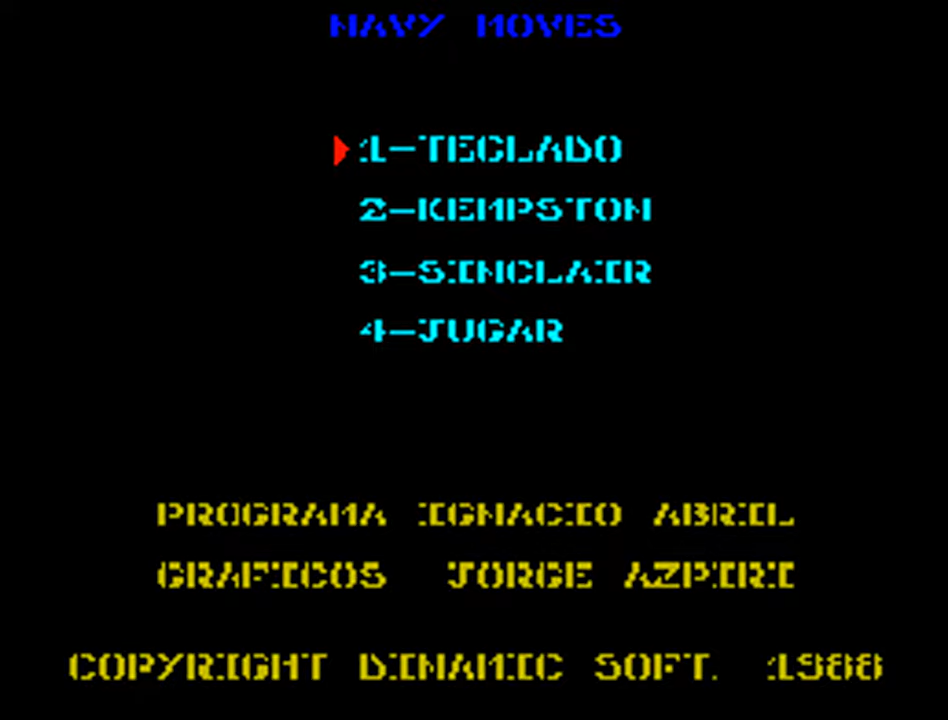 NAVY MOVES
1-TECLADO
2-KEMPSTON
3-SINCLAIR
4-JUGAR
PROGRAMA IGNACIO ABRIL
GRAFICOS JORGE AZPIRI
COPYRIGHT DINAMIC SOFT. 1988